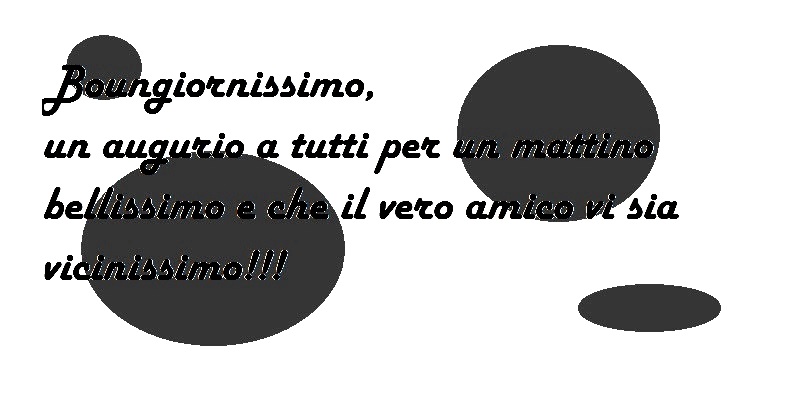 Boungiornissimo,
un augurio a tutti per un mattino
bellissimo e che il vero amico vi sia
vicinissimo!!!